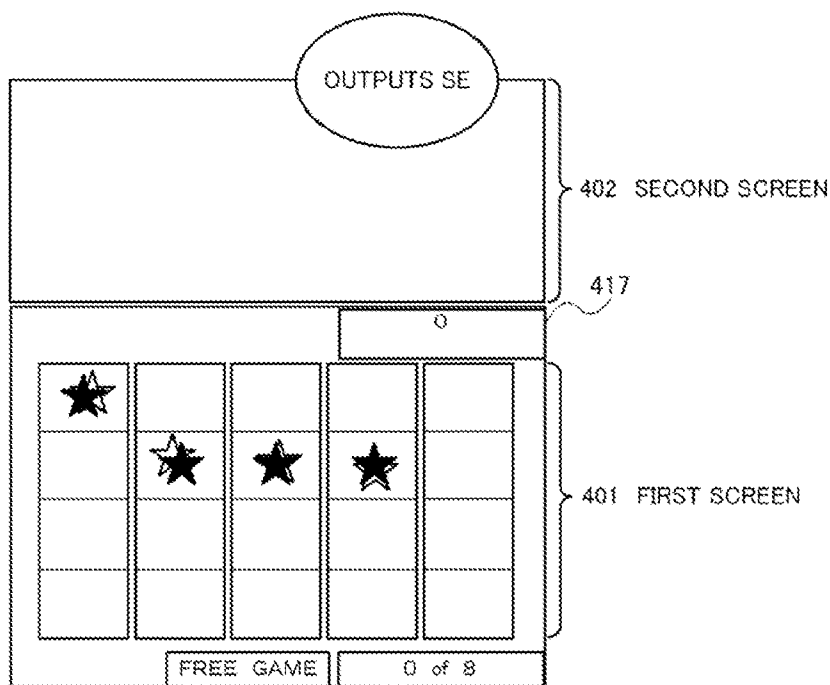 OUTPUTS SE
402 SECOND SCREEN
417
0
401 FIRST SCREEN
FREE GAME
0 of 8